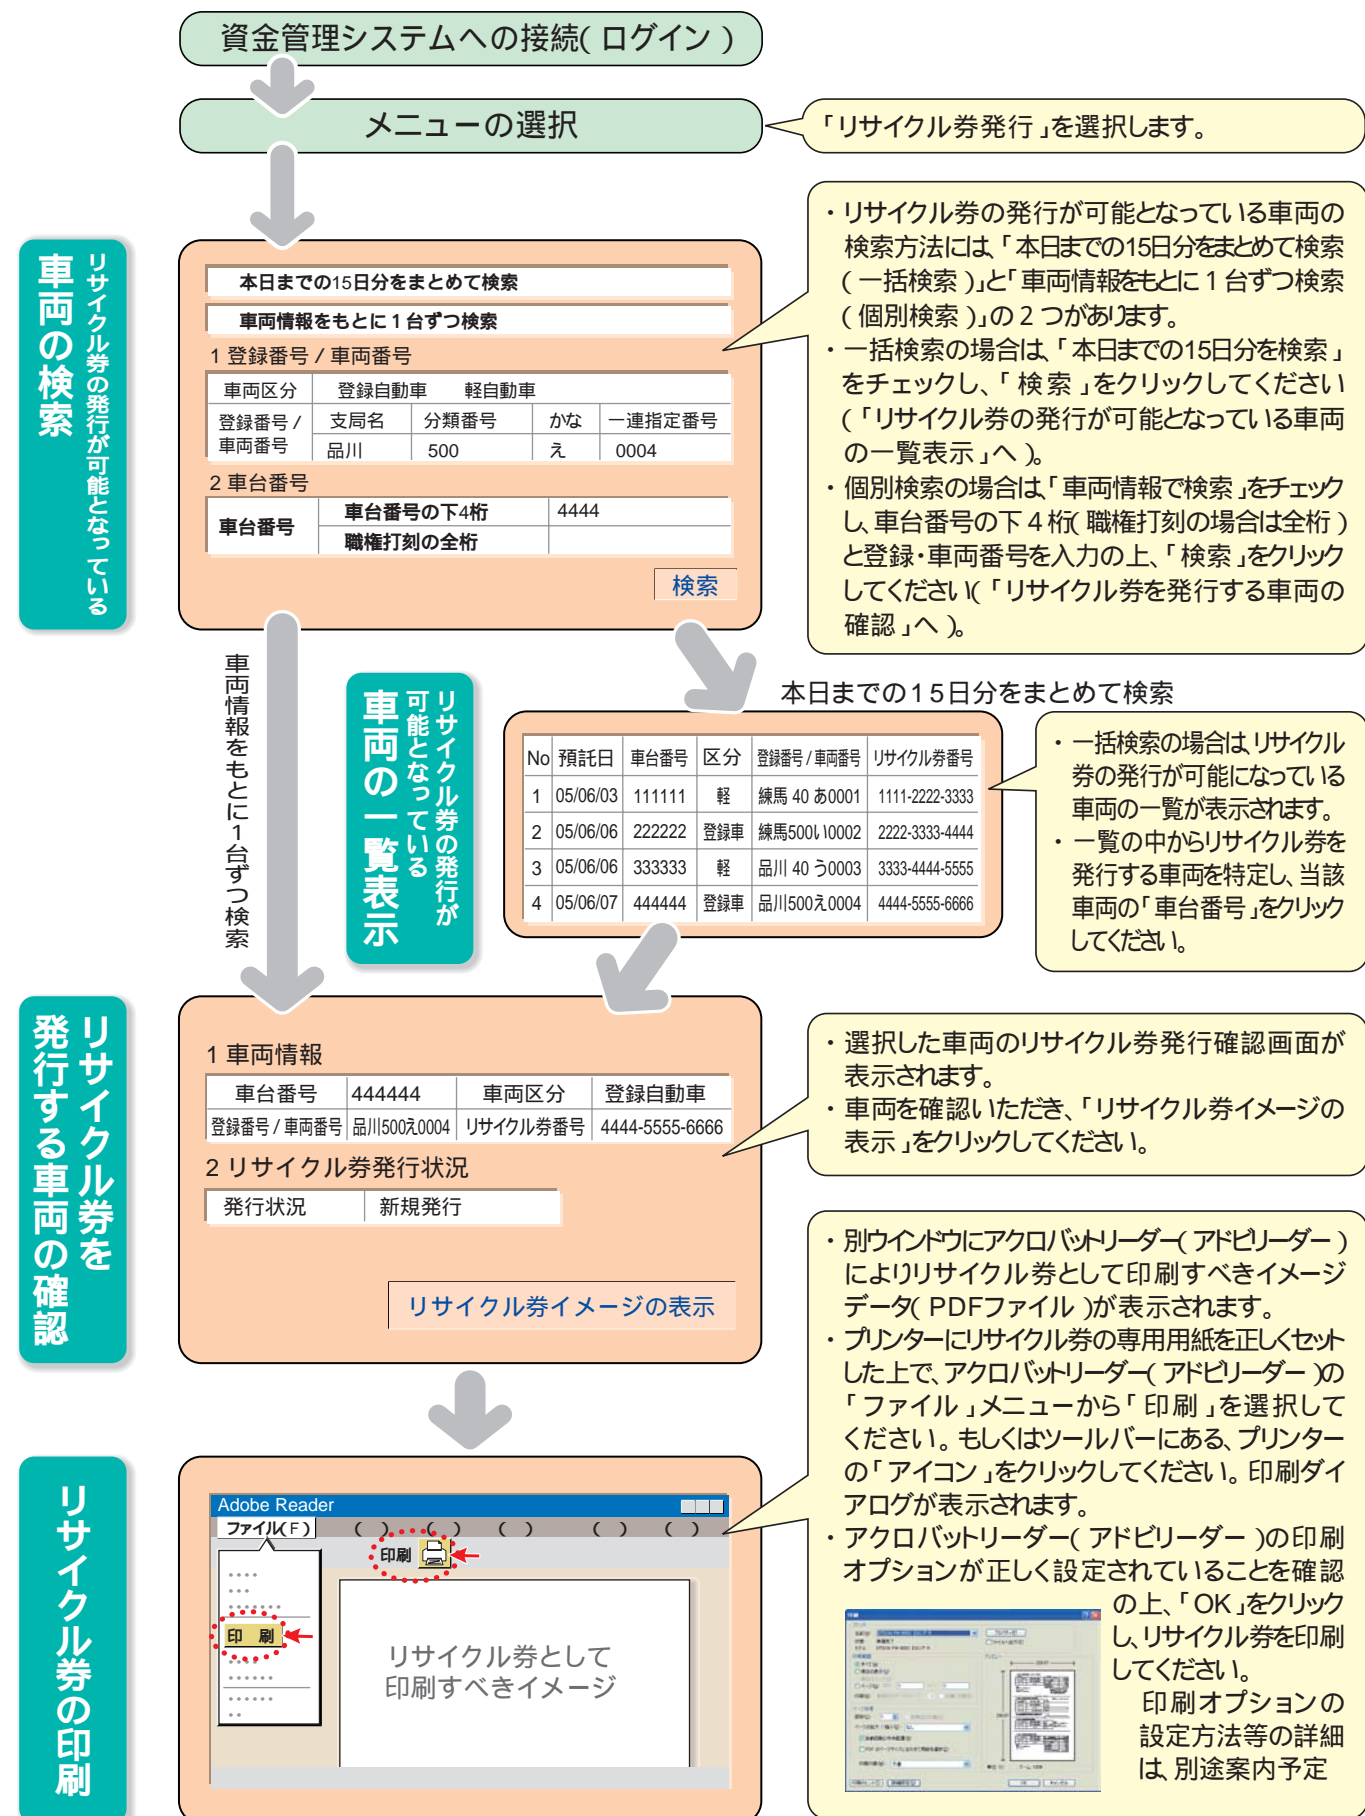 資金管理システムへの接続(ログイン)
メニューの選択
「リサイクル券発行」を選択します。
リサイクル券の発行が可能となっている
車両の検索
本日までの15日分をまとめて検索
車両情報をもとに1台ずつ検索
1 登録番号/車両番号
車両区分 登録自動車 軽自動車
登録番号/車両番号 支局名 分類番号 かな 一連指定番号
品川 500 え 0004
2 車台番号
車台番号 車台番号の下4桁 4444
職権打刻の全桁
検索
・リサイクル券の発行が可能となっている車両の
検索方法には、「本日までの15日分をまとめて検索
(一括検索)」と「車両情報をもとに1台ずつ検索
(個別検索)」の2つがあります。
・一括検索の場合は、「本日までの15日分を検索」
をチェックし、「検索」をクリックしてください
(「リサイクル券の発行が可能となっている車両
の一覧表示」へ)。
・個別検索の場合は、「車両情報で検索」をチェック
し、車台番号の下4桁(職権打刻の場合は全桁)
と登録・車両番号を入力の上、「検索」をクリック
してください(「リサイクル券を発行する車両の
確認」へ)。
車両情報をもとに1台ずつ検索
リサイクル券の発行が
可能となっている
車両の一覧表示
本日までの15日分をまとめて検索
No 預託日 車台番号 区分 登録番号/車両番号 リサイクル券番号
1 05/06/03 111111 軽 練馬 40 あ0001 1111-2222-3333
2 05/06/06 222222 登録車 練馬500い0002 2222-3333-4444
3 05/06/06 333333 軽 品川 40 う0003 3333-4444-5555
4 05/06/07 444444 登録車 品川500え0004 4444-5555-6666
・一括検索の場合は、リサイクル
券の発行が可能になっている
車両の一覧が表示されます。
・一覧の中からリサイクル券を
発行する車両を特定し、当該
車両の「車台番号」をクリック
してください。
リサイクル券を
発行する車両の確認
1 車両情報
車台番号 444444 車両区分 登録自動車
登録番号/車両番号 品川500え0004 リサイクル券番号 4444-5555-6666
2 リサイクル券発行状況
発行状況 新規発行
リサイクル券イメージの表示
・選択した車両のリサイクル券発行確認画面が
表示されます。
・車両を確認いただき、「リサイクル券イメージの
表示」をクリックしてください。
リサイクル券の印刷
Adobe Reader
ファイル(F) ( ) ( ) ( ) ( ) ( )
印刷
印 刷
リサイクル券として
印刷すべきイメージ
・別ウインドウにアクロバットリーダー(アドビリーダー)
によりリサイクル券として印刷すべきイメージ
データ(PDFファイル)が表示されます。
・プリンターにリサイクル券の専用用紙を正しくセット
した上で、アクロバットリーダー(アドビリーダー)の
「ファイル」メニューから「印刷」を選択して
ください。もしくはツールバーにある、プリンター
の「アイコン」をクリックしてください。印刷ダイ
アログが表示されます。
・アクロバットリーダー(アドビリーダー)の印刷
オプションが正しく設定されていることを確認
の上、「OK」をクリック
し、リサイクル券を印刷
してください。
印刷オプションの
設定方法等の詳細
は、別途案内予定